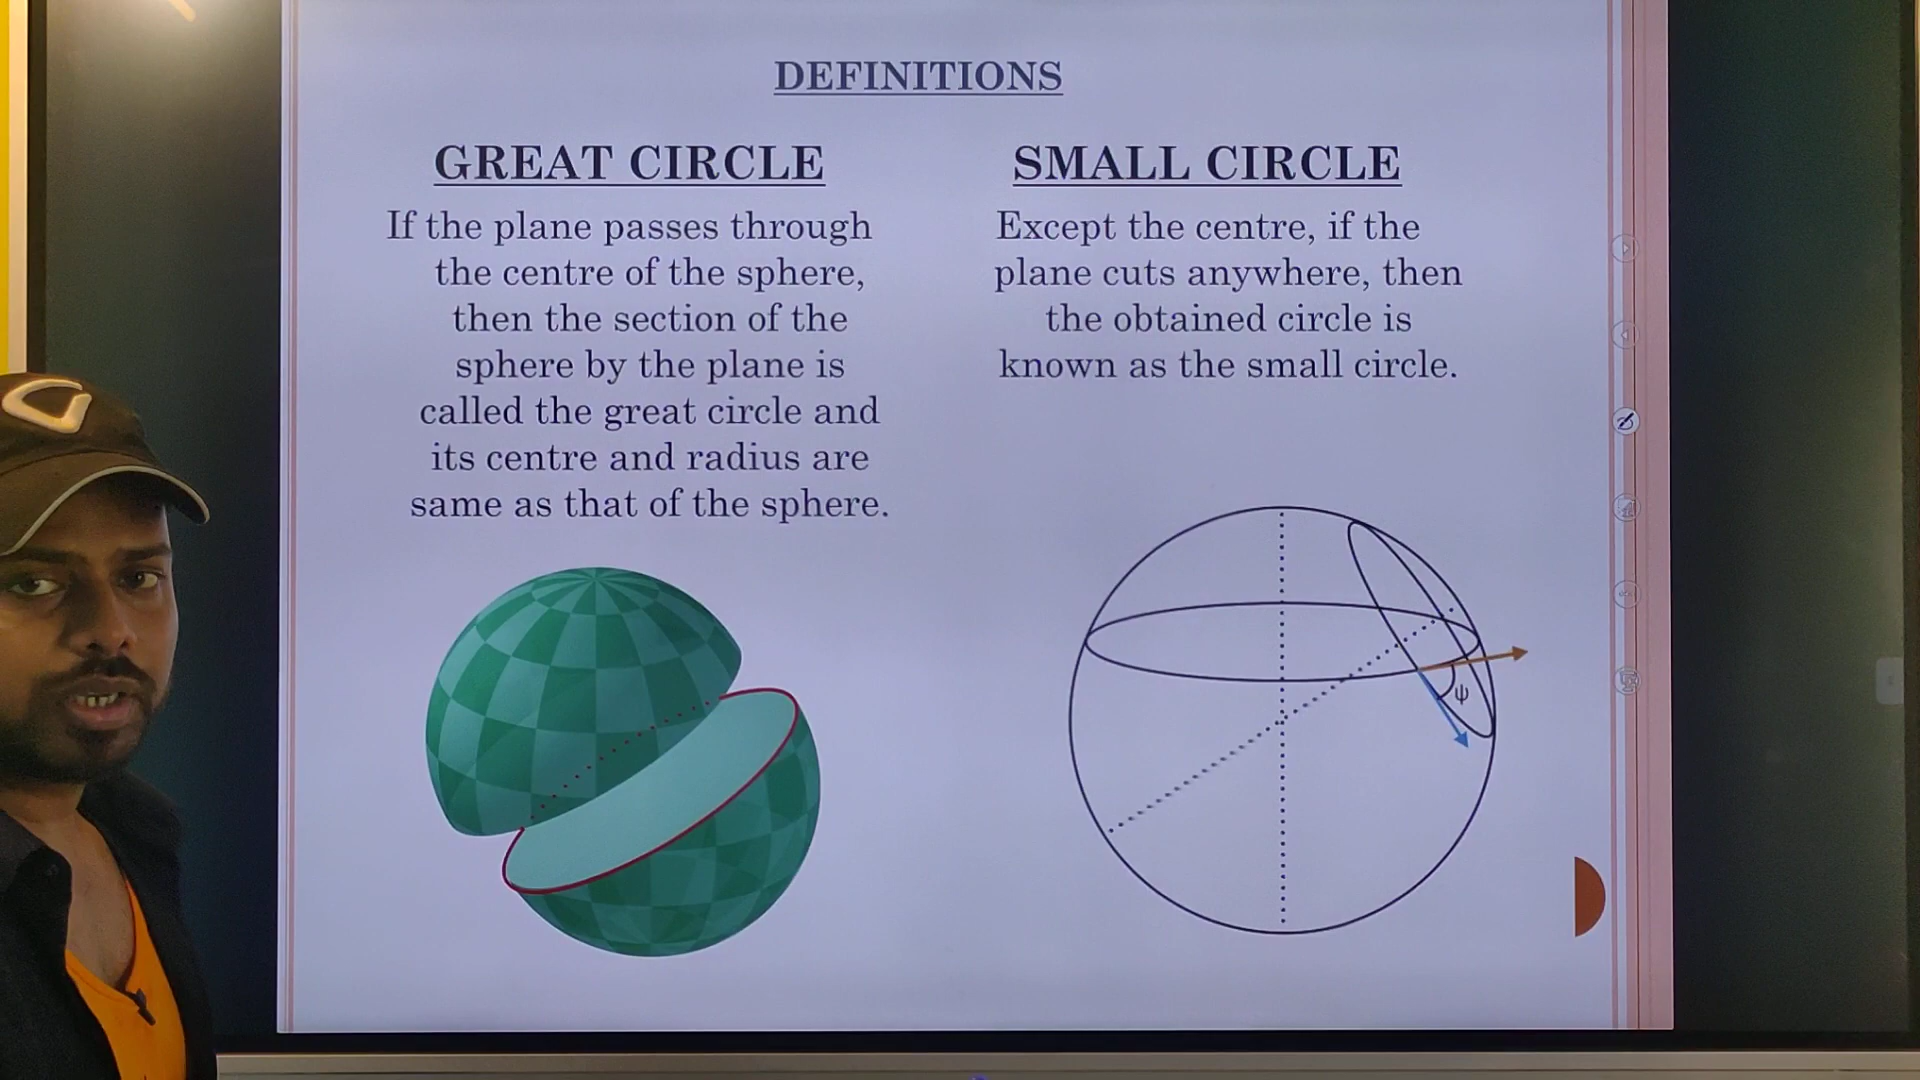 DEFINITIONS
GREAT CIRCLE
If the plane passes through
the centre of the sphere,
then the section of the
sphere by the plane is
called the great circle and
its centre and radius are
same as that of the sphere.
SMALL CIRCLE
Except the centre, if the
plane cuts anywhere, then
the obtained circle is
known as the small circle.
ψ